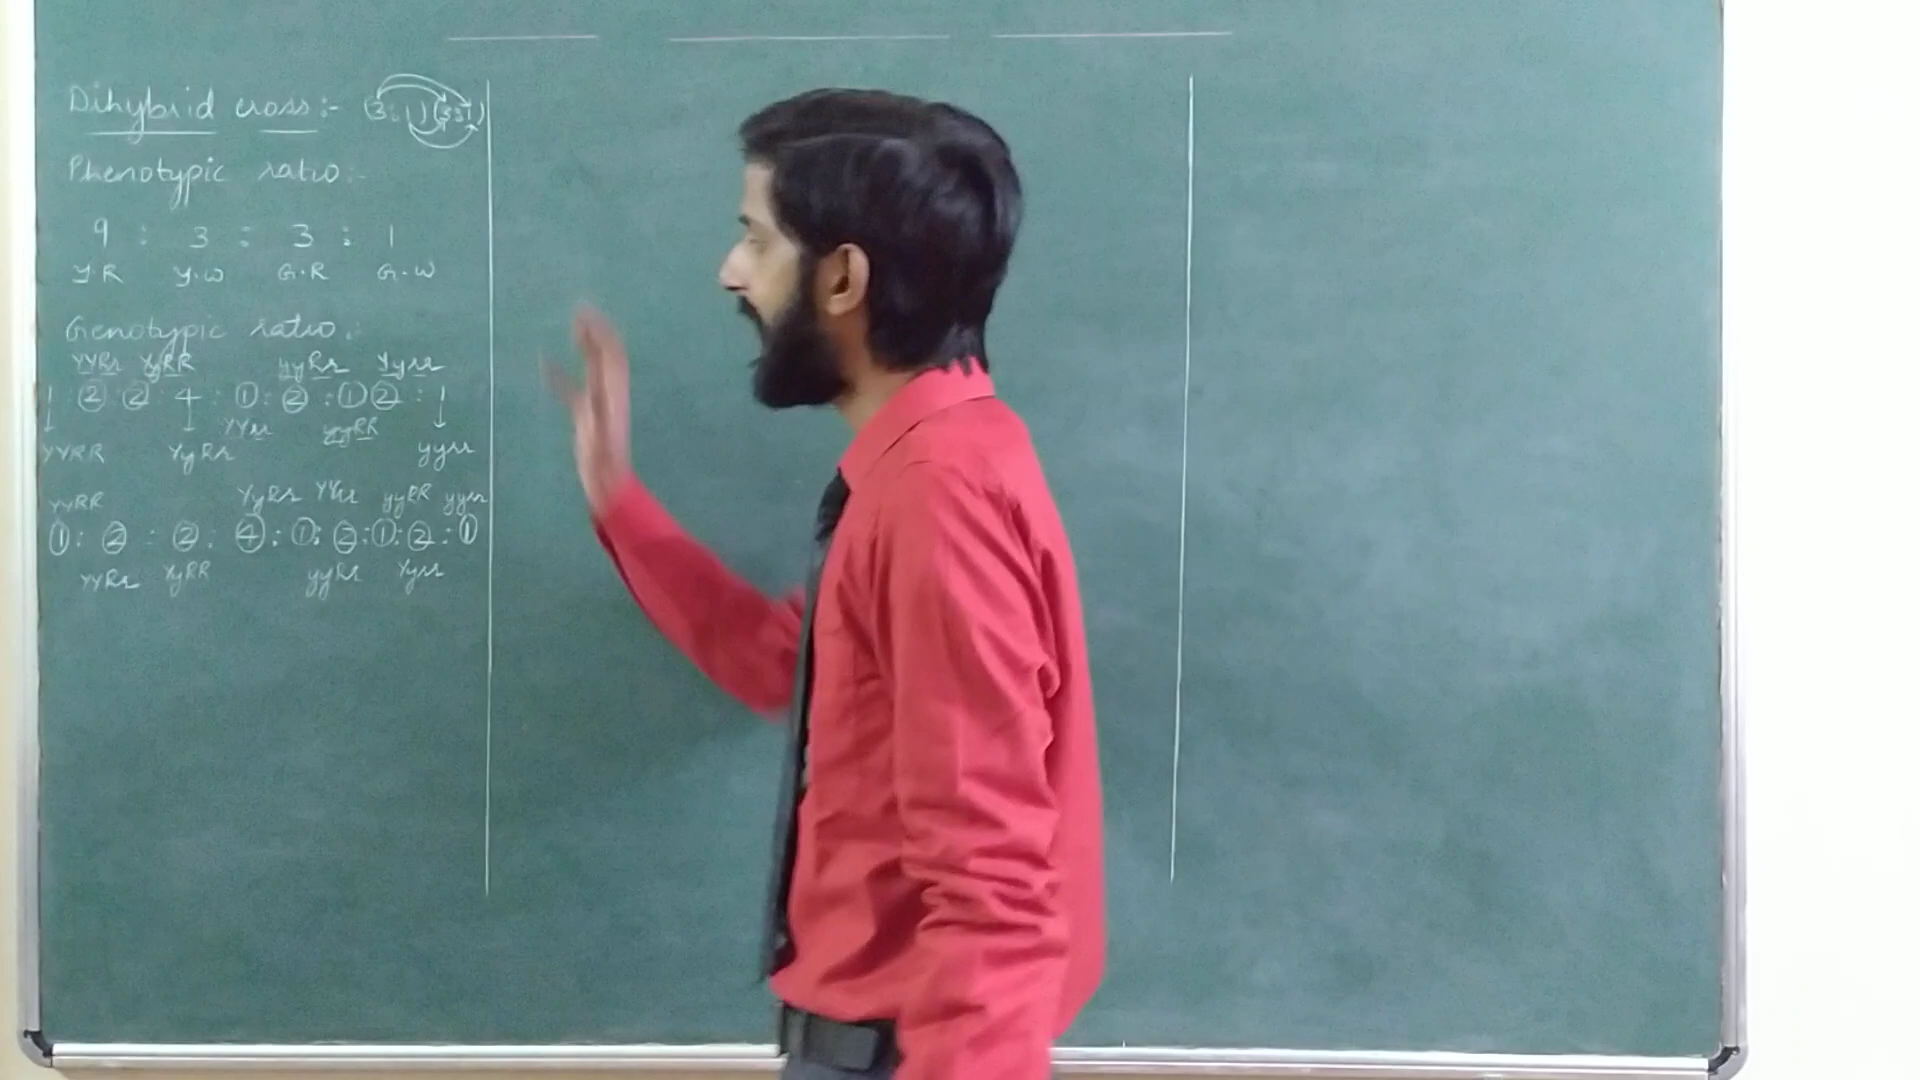 Dihybrid cross:- (3:1)(3:1)
Phenotypic ratio:-
9 : 3 : 3 : 1
Y.R Y.W G.R G.W
Genotypic ratio:
YYRr YyRR yyRr Yyrr
1 2 2 4 : 1 : 2 : 1 2 : 1
YYrr yyRR
YYRR YyRr yyrr
YYRR YyRr YYrr yyRR yyrr
1 : 2 : 2 : 4 : 1 : 2 : 1 : 2 : 1
YYRr YyRR yyRr Yyrr